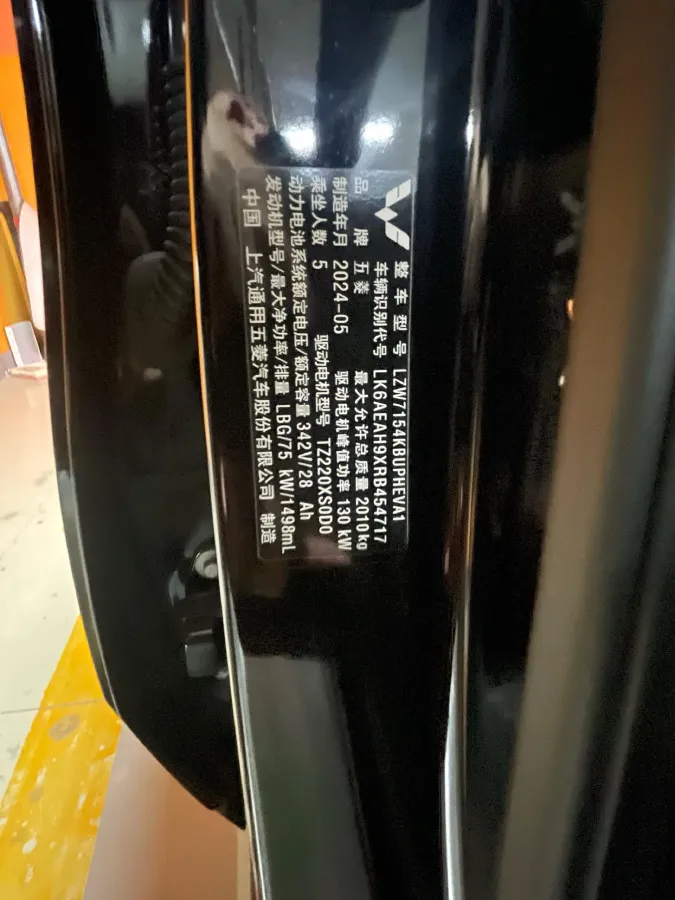 整车型号 LZW7154KBUPHEVA1
车辆识别代号 LK6AEAH9XRB454717
品牌 五菱 最大允许总质量 2010 kg
制造年月 2024-05 驱动电机峰值功率 130 kW
乘坐人数 5 驱动电机型号 TZ220XS0D0
动力电池系统额定电压/额定容量 342V/28 Ah
发动机型号/最大净功率/排量 LBG/75 kW/1498mL
中国 上汽通用五菱汽车股份有限公司 制造